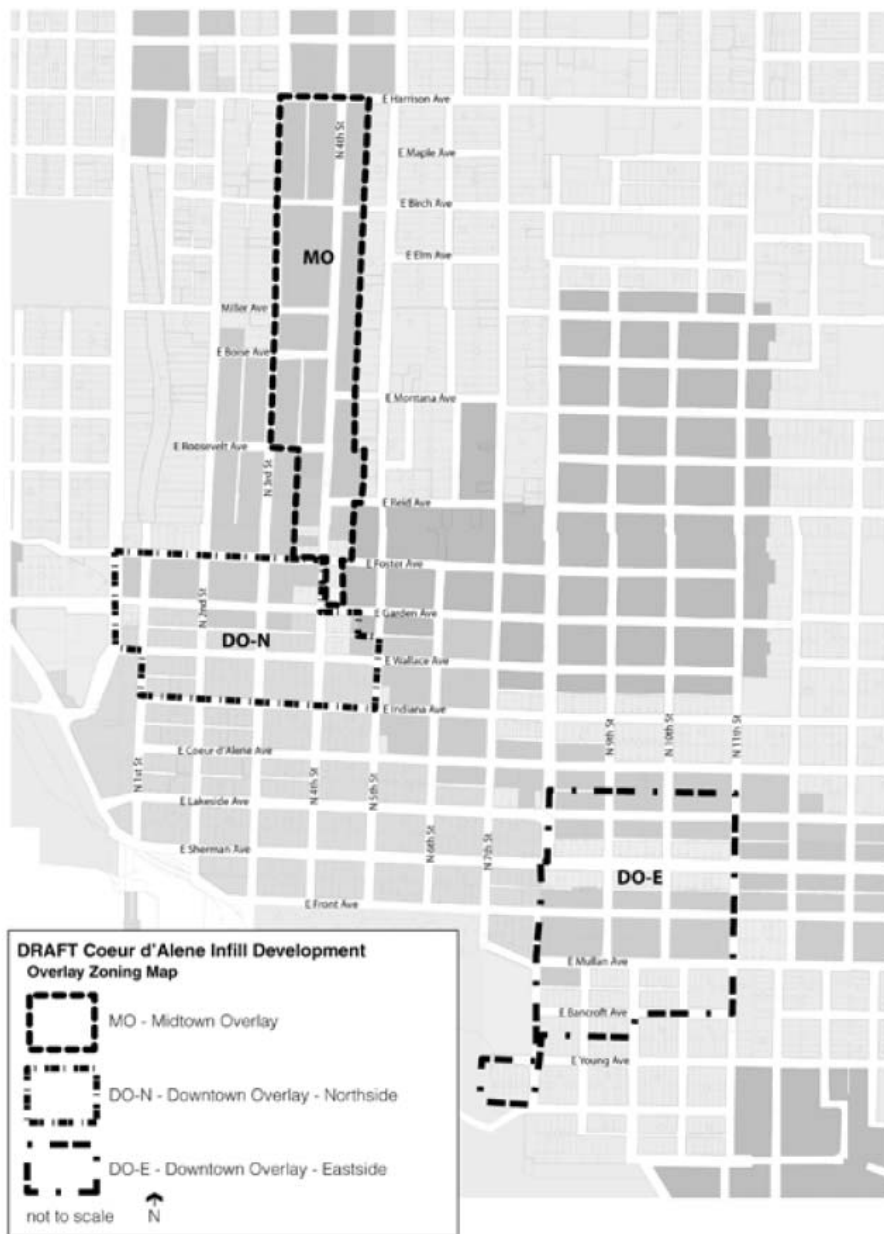 E Harrison Ave
N 4th St
E Maple Ave
E Birch Ave
E Elm Ave
MO
Miller Ave
E Boise Ave
E Montana Ave
E Roosevelt Ave
N 3rd St
E Reid Ave
E Foster Ave
N 2nd St
E Garden Ave
DO-N
E Wallace Ave
E Indiana Ave
N 9th St
N 10th St
N 11th St
E Coeur d'Alene Ave
N 1st St
N 4th St
N 5th St
E Lakeside Ave
N 6th St
N 7th St
E Sherman Ave
DO-E
E Front Ave
E Mullan Ave
E Bancroft Ave
E Young Ave
DRAFT Coeur d'Alene Infill Development
Overlay Zoning Map
MO - Midtown Overlay
DO-N - Downtown Overlay - Northside
DO-E - Downtown Overlay - Eastside
not to scale
N